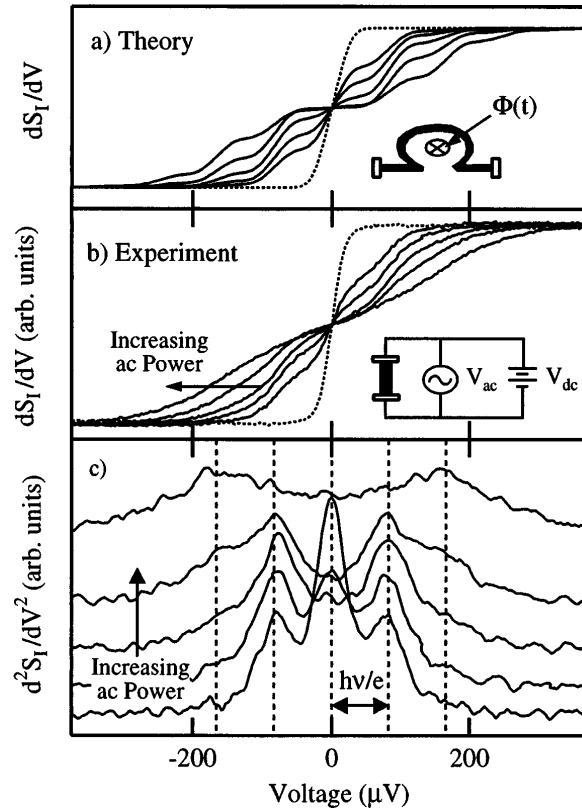 a) Theory
dS_I/dV
Φ(t)
b) Experiment
dS_I/dV (arb. units)
Increasing
ac Power
V_ac
V_dc
c)
d²S_I/dV² (arb. units)
Increasing
ac Power
hν/e
-200 0 200
Voltage (μV)